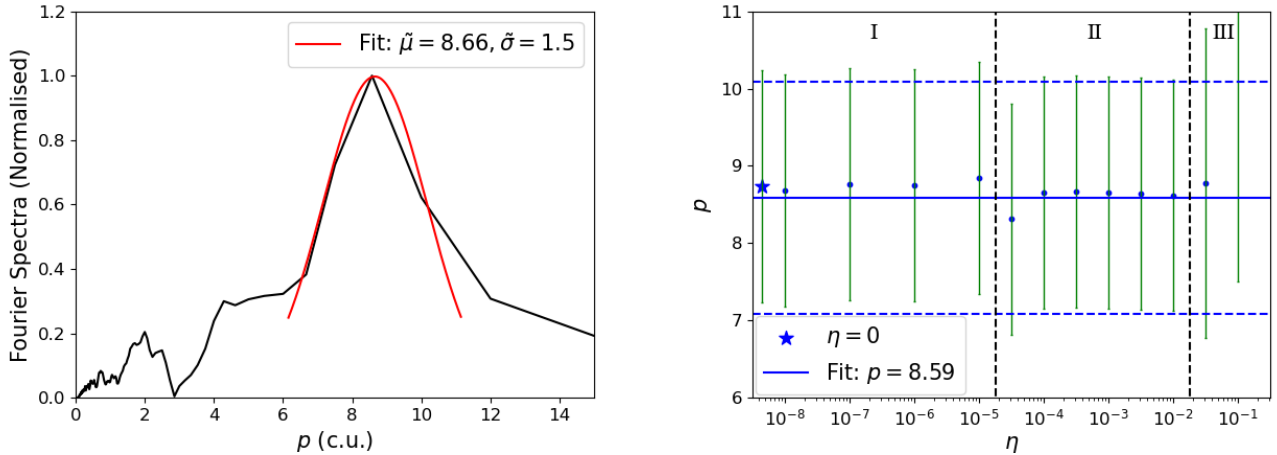 Fourier Spectra (Normalised)
1.2
1.0
0.8
0.6
0.4
0.2
0.0
Fit: μ̃ = 8.66, σ̃ = 1.5
0 2 4 6 8 10 12 14
p (c.u.)
p
11
10
9
8
7
6
I II III
η = 0
Fit: p = 8.59
10⁻⁸ 10⁻⁷ 10⁻⁶ 10⁻⁵ 10⁻⁴ 10⁻³ 10⁻² 10⁻¹
η